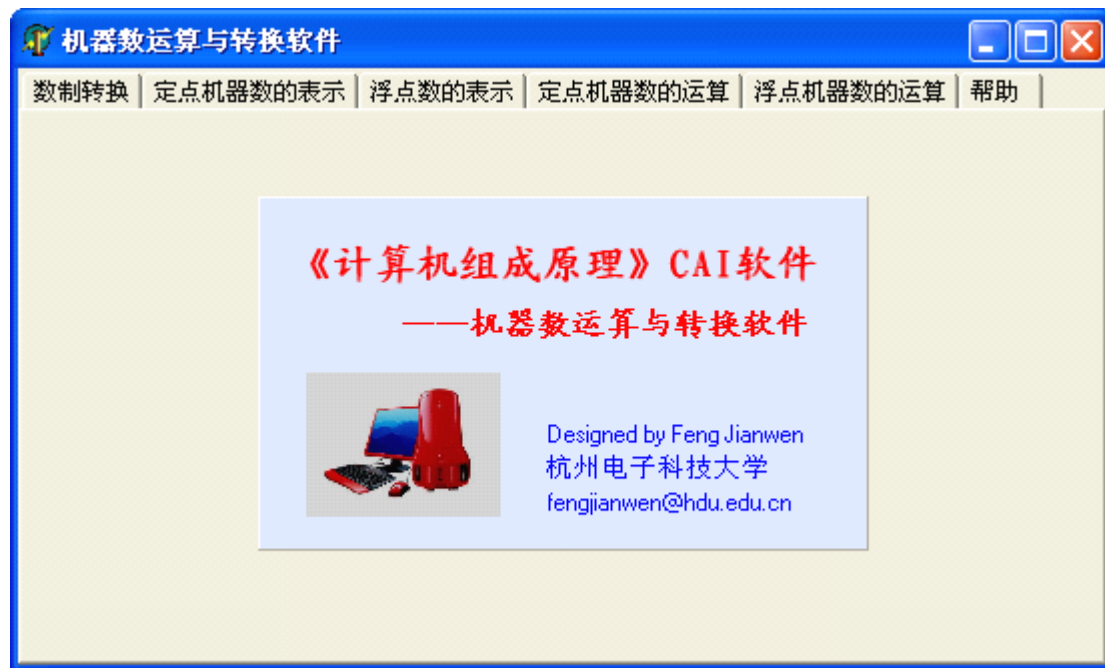 机器数运算与转换软件
数制转换 定点机器数的表示 浮点数的表示 定点机器数的运算 浮点机器数的运算 帮助
《计算机组成原理》CAI软件
——机器数运算与转换软件
Designed by Feng Jianwen
杭州电子科技大学
fengjianwen@hdu.edu.cn